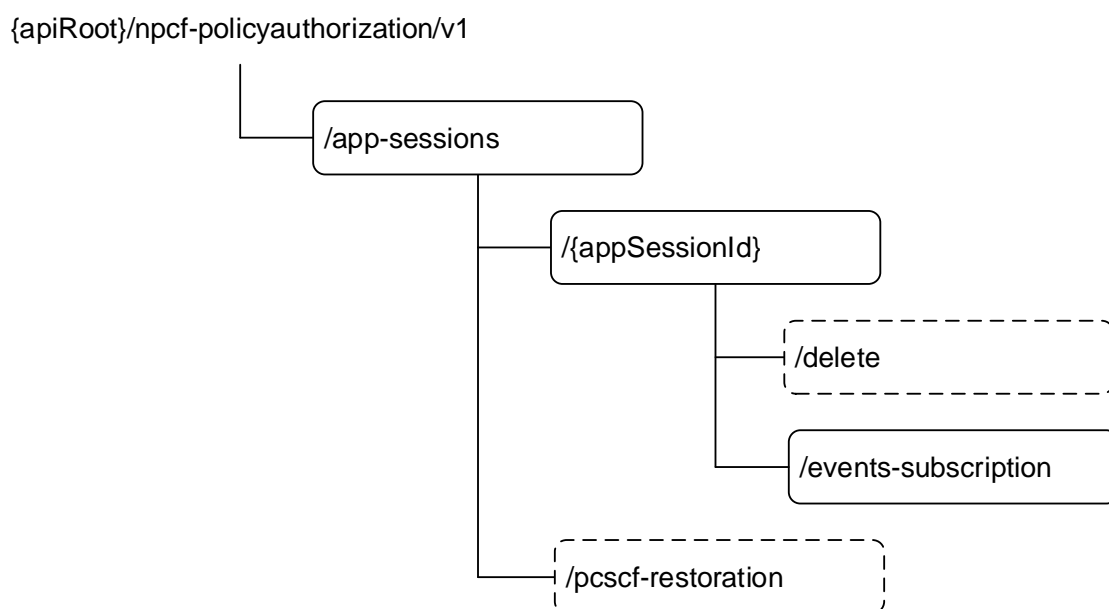 {apiRoot}/npcf-policyauthorization/v1
/app-sessions
/{appSessionId}
/delete
/events-subscription
/pcscf-restoration